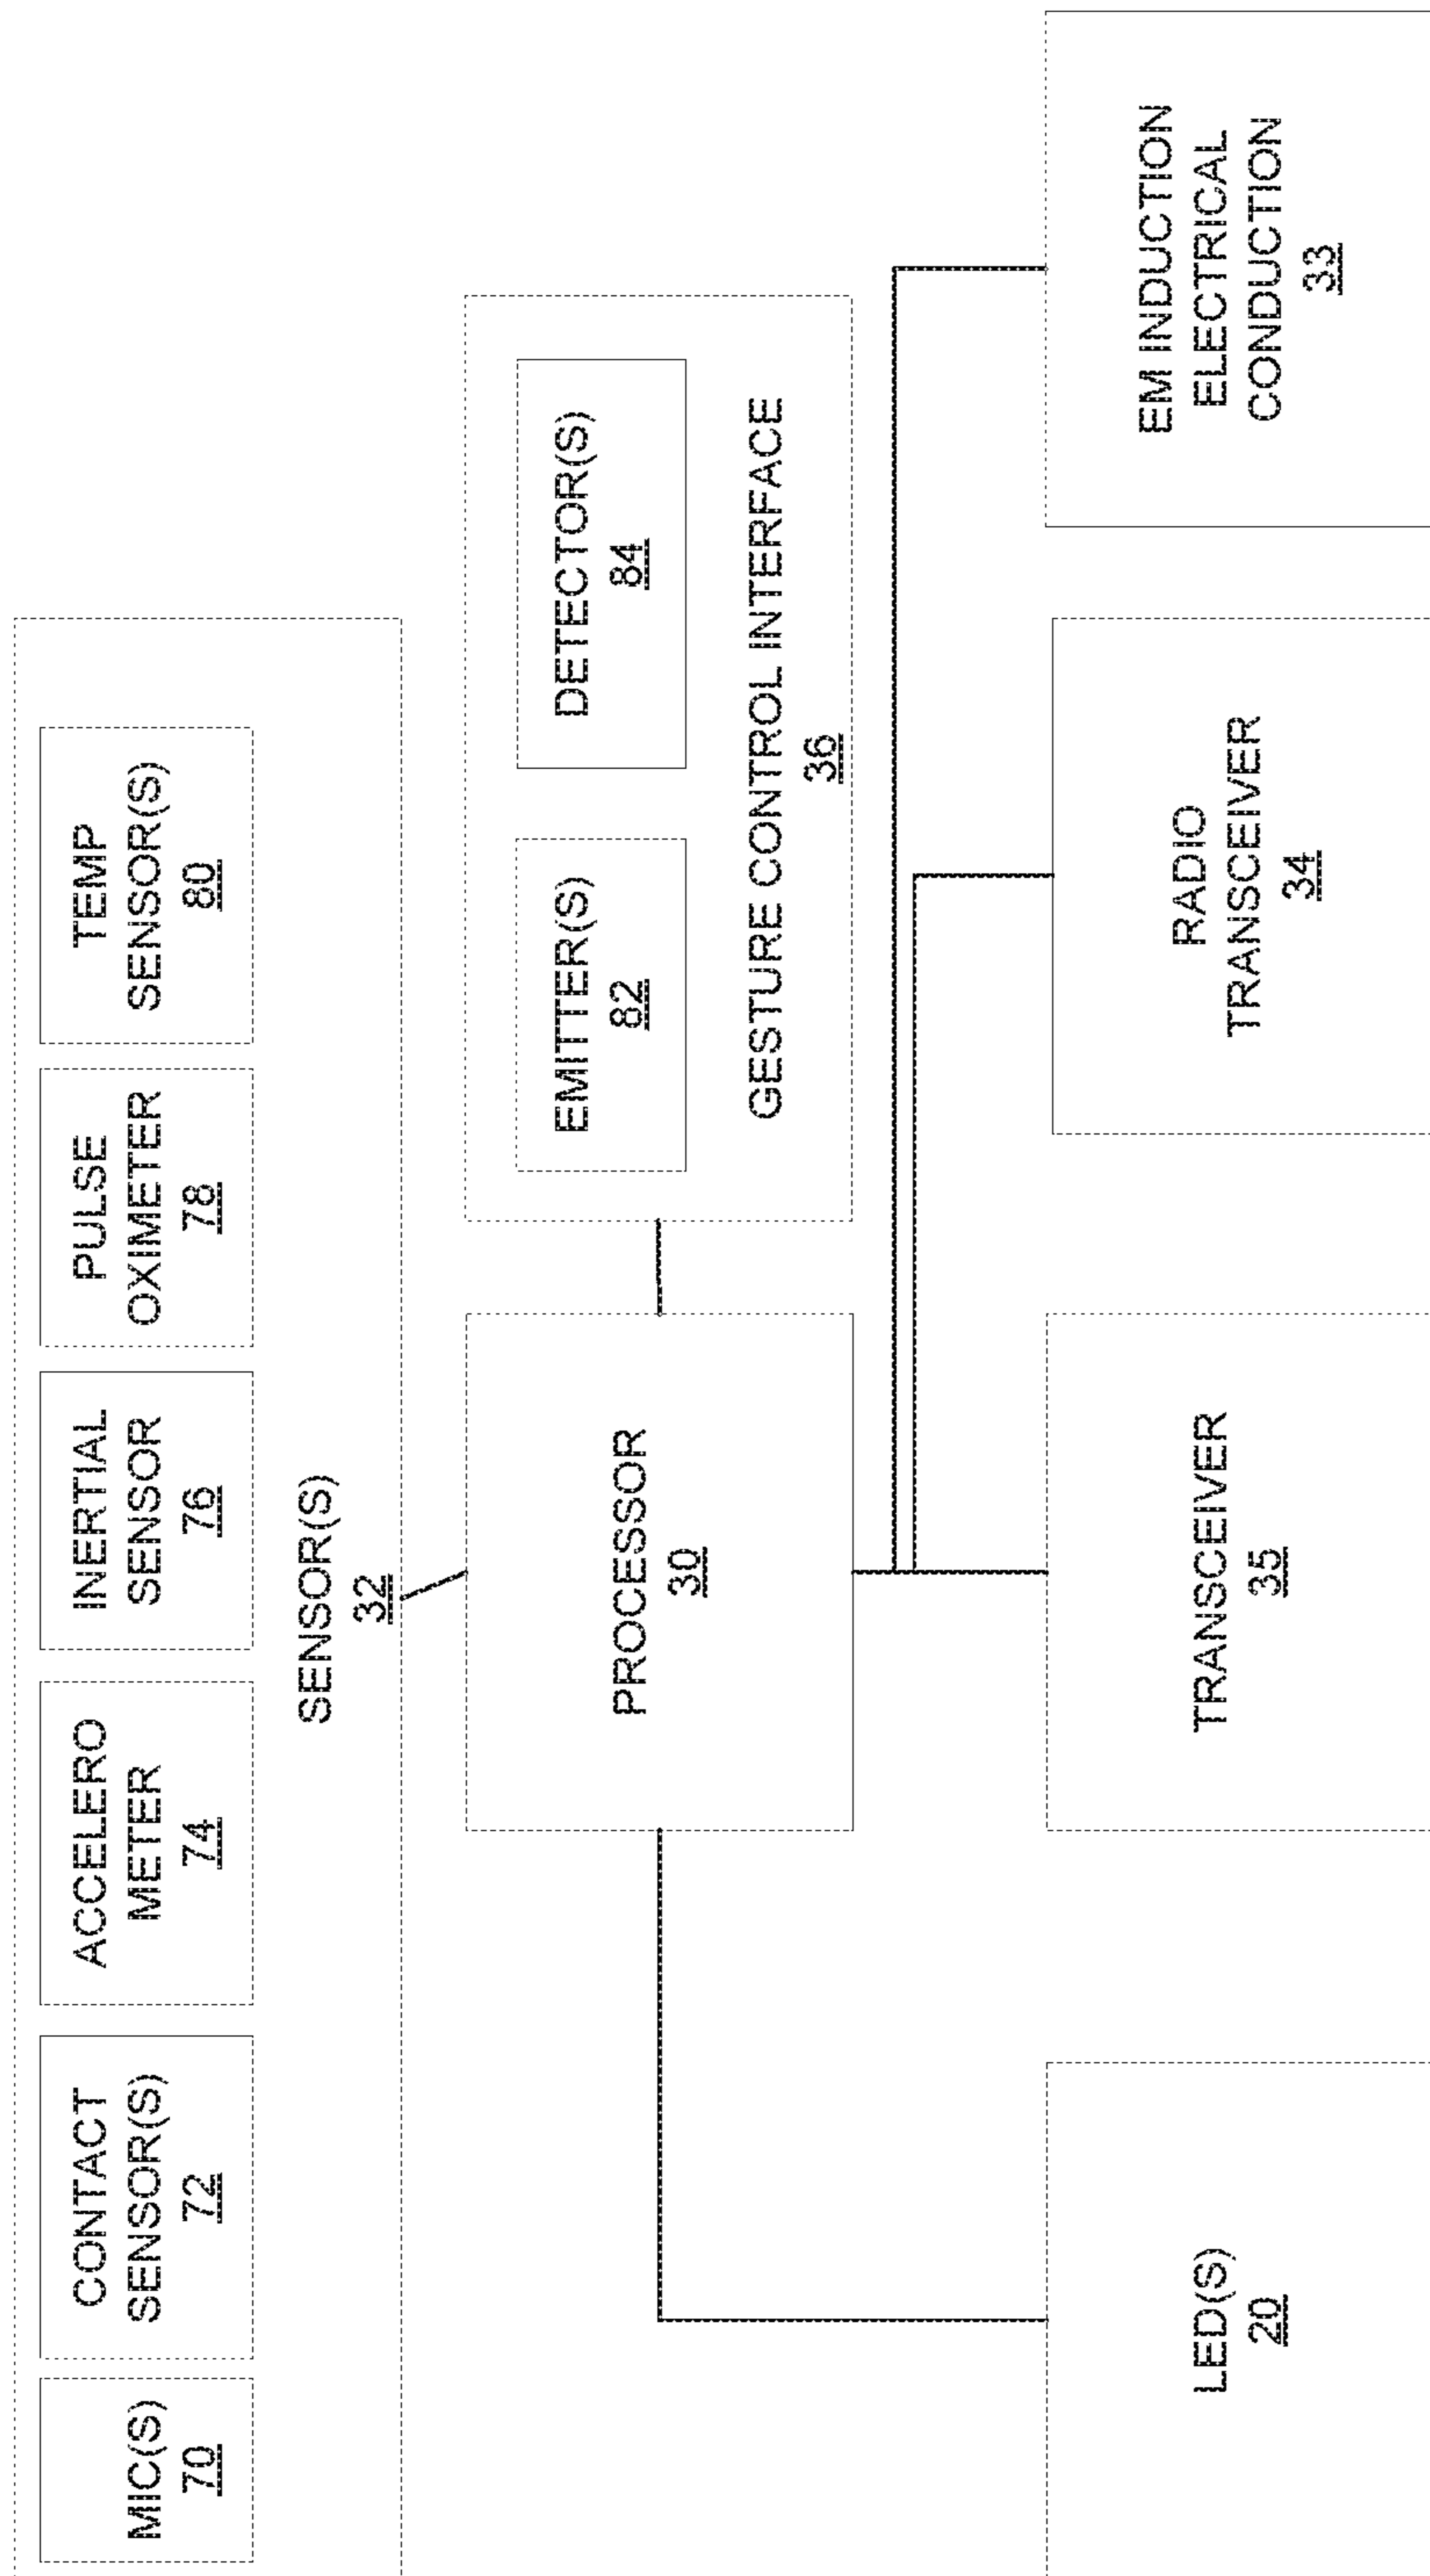 MIC(S)
70
CONTACT
SENSOR(S)
72
ACCELERO
METER
74
INERTIAL
SENSOR
76
PULSE
OXIMETER
78
TEMP
SENSOR(S)
80
SENSOR(S)
32
PROCESSOR
30
EMITTER(S)
82
DETECTOR(S)
84
GESTURE CONTROL INTERFACE
36
LED(S)
20
TRANSCEIVER
35
RADIO
TRANSCEIVER
34
EM INDUCTION
ELECTRICAL
CONDUCTION
33